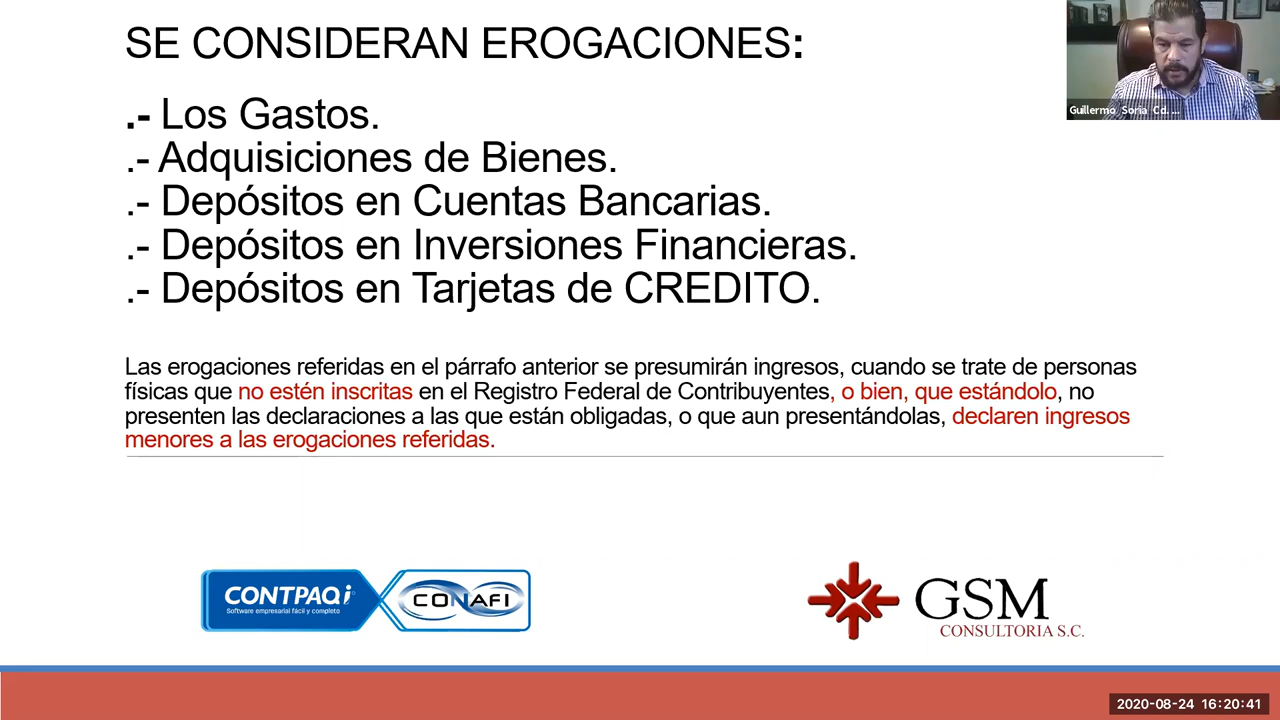 SE CONSIDERAN EROGACIONES:
.- Los Gastos.
.- Adquisiciones de Bienes.
.- Depósitos en Cuentas Bancarias.
.- Depósitos en Inversiones Financieras.
.- Depósitos en Tarjetas de CREDITO.
Las erogaciones referidas en el párrafo anterior se presumirán ingresos, cuando se trate de personas
físicas que no estén inscritas en el Registro Federal de Contribuyentes, o bien, que estándolo, no
presenten las declaraciones a las que están obligadas, o que aun presentándolas, declaren ingresos
menores a las erogaciones referidas.
Guillermo Soria Cd. ...
CONTPAQi
Software empresarial fácil y completo
CONAFI
GSM
CONSULTORIA S.C.
2020-08-24 16:20:41